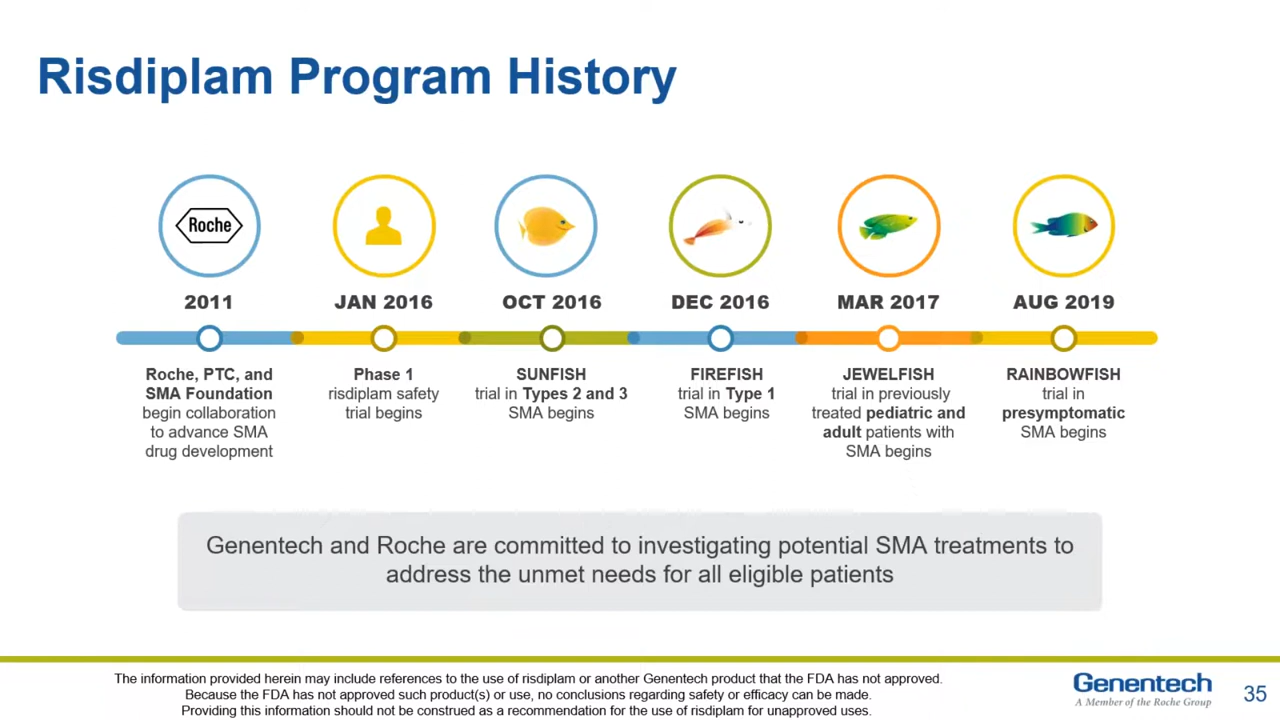 Risdiplam Program History
Roche
2011
JAN 2016
OCT 2016
DEC 2016
MAR 2017
AUG 2019
Roche, PTC, and
SMA Foundation
begin collaboration
to advance SMA
drug development
Phase 1
risdiplam safety
trial begins
SUNFISH
trial in Types 2 and 3
SMA begins
FIREFISH
trial in Type 1
SMA begins
JEWELFISH
trial in previously
treated pediatric and
adult patients with
SMA begins
RAINBOWFISH
trial in
presymptomatic
SMA begins
Genentech and Roche are committed to investigating potential SMA treatments to
address the unmet needs for all eligible patients
The information provided herein may include references to the use of risdiplam or another Genentech product that the FDA has not approved.
Because the FDA has not approved such product(s) or use, no conclusions regarding safety or efficacy can be made.
Providing this information should not be construed as a recommendation for the use of risdiplam for unapproved uses.
Genentech
A Member of the Roche Group
35